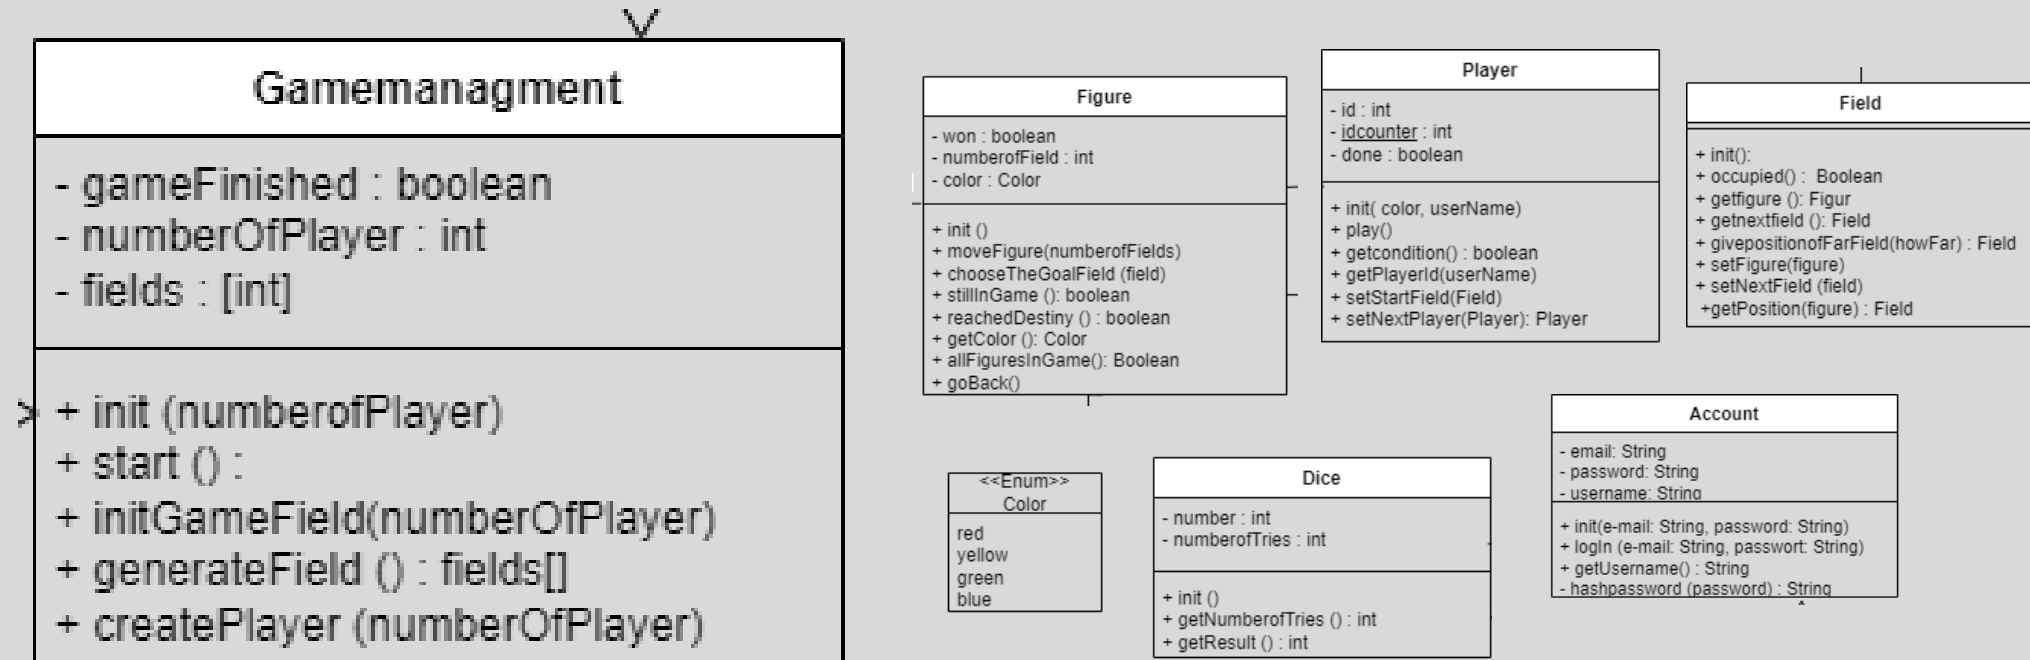 Gamemanagment
- gameFinished : boolean
- numberOfPlayer : int
- fields : [int]
+ init (numberofPlayer)
+ start () :
+ initGameField(numberOfPlayer)
+ generateField () : fields[]
+ createPlayer (numberOfPlayer)
Figure
- won : boolean
- numberofField : int
- color : Color
+ init ()
+ moveFigure(numberofFields)
+ chooseTheGoalField (field)
+ stillInGame (): boolean
+ reachedDestiny () : boolean
+ getColor (): Color
+ allFiguresInGame(): Boolean
+ goBack()
Player
- id : int
- idcounter : int
- done : boolean
+ init( color, userName)
+ play()
+ getcondition() : boolean
+ getPlayerId(userName)
+ setStartField(Field)
+ setNextPlayer(Player): Player
Field
+ init():
+ occupied() : Boolean
+ getfigure (): Figur
+ getnextfield (): Field
+ givepositionofFarField(howFar) : Field
+ setFigure(figure)
+ setNextField (field)
+getPosition(figure) : Field
<<Enum>>
Color
red
yellow
green
blue
Dice
- number : int
- numberofTries : int
+ init ()
+ getNumberofTries () : int
+ getResult () : int
Account
- email: String
- password: String
- username: String
+ init(e-mail: String, password: String)
+ logIn (e-mail: String, passwort: String)
+ getUsername() : String
- hashpassword (password) : String